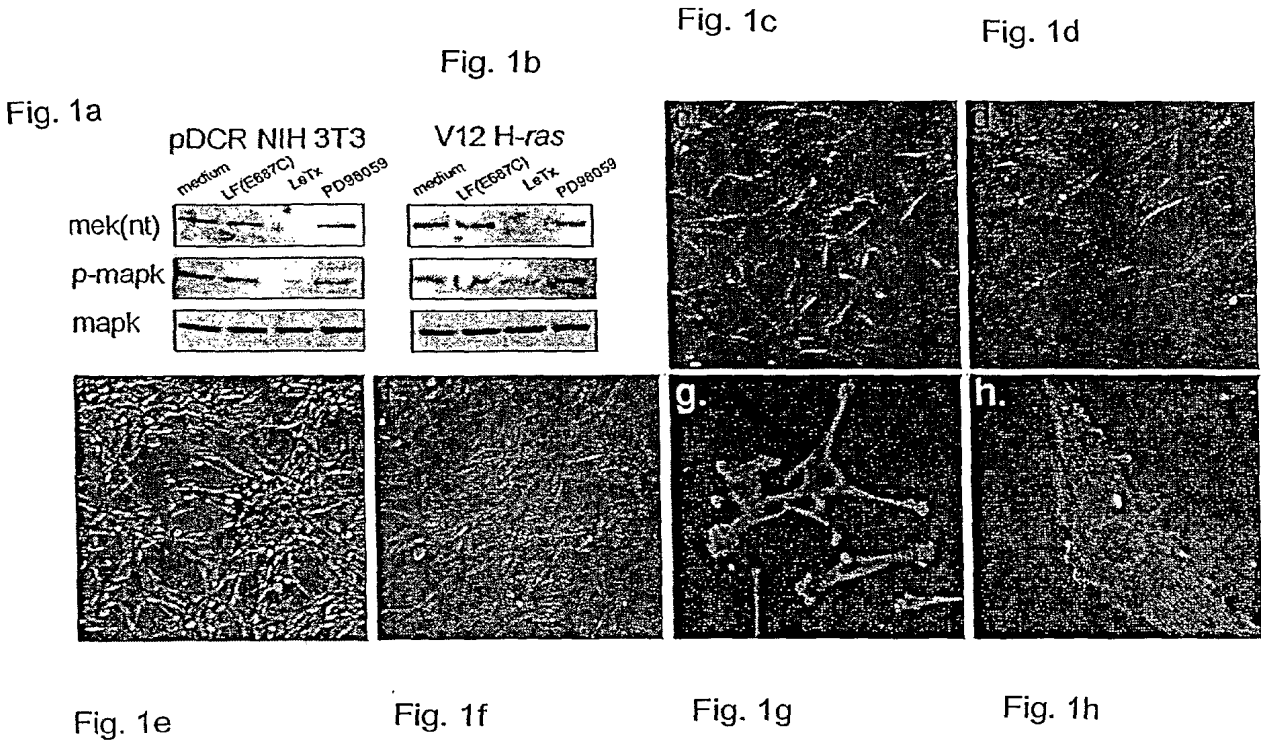 Fig. 1c
Fig. 1d
Fig. 1b
Fig. 1a
pDCR NIH 3T3
V12 H-ras
medium
LF(E687C)
LeTx
PD98059
medium
LF(E687C)
LeTx
PD98059
mek(nt)
p-mapk
mapk
d
g.
h.
Fig. 1e
Fig. 1f
Fig. 1g
Fig. 1h